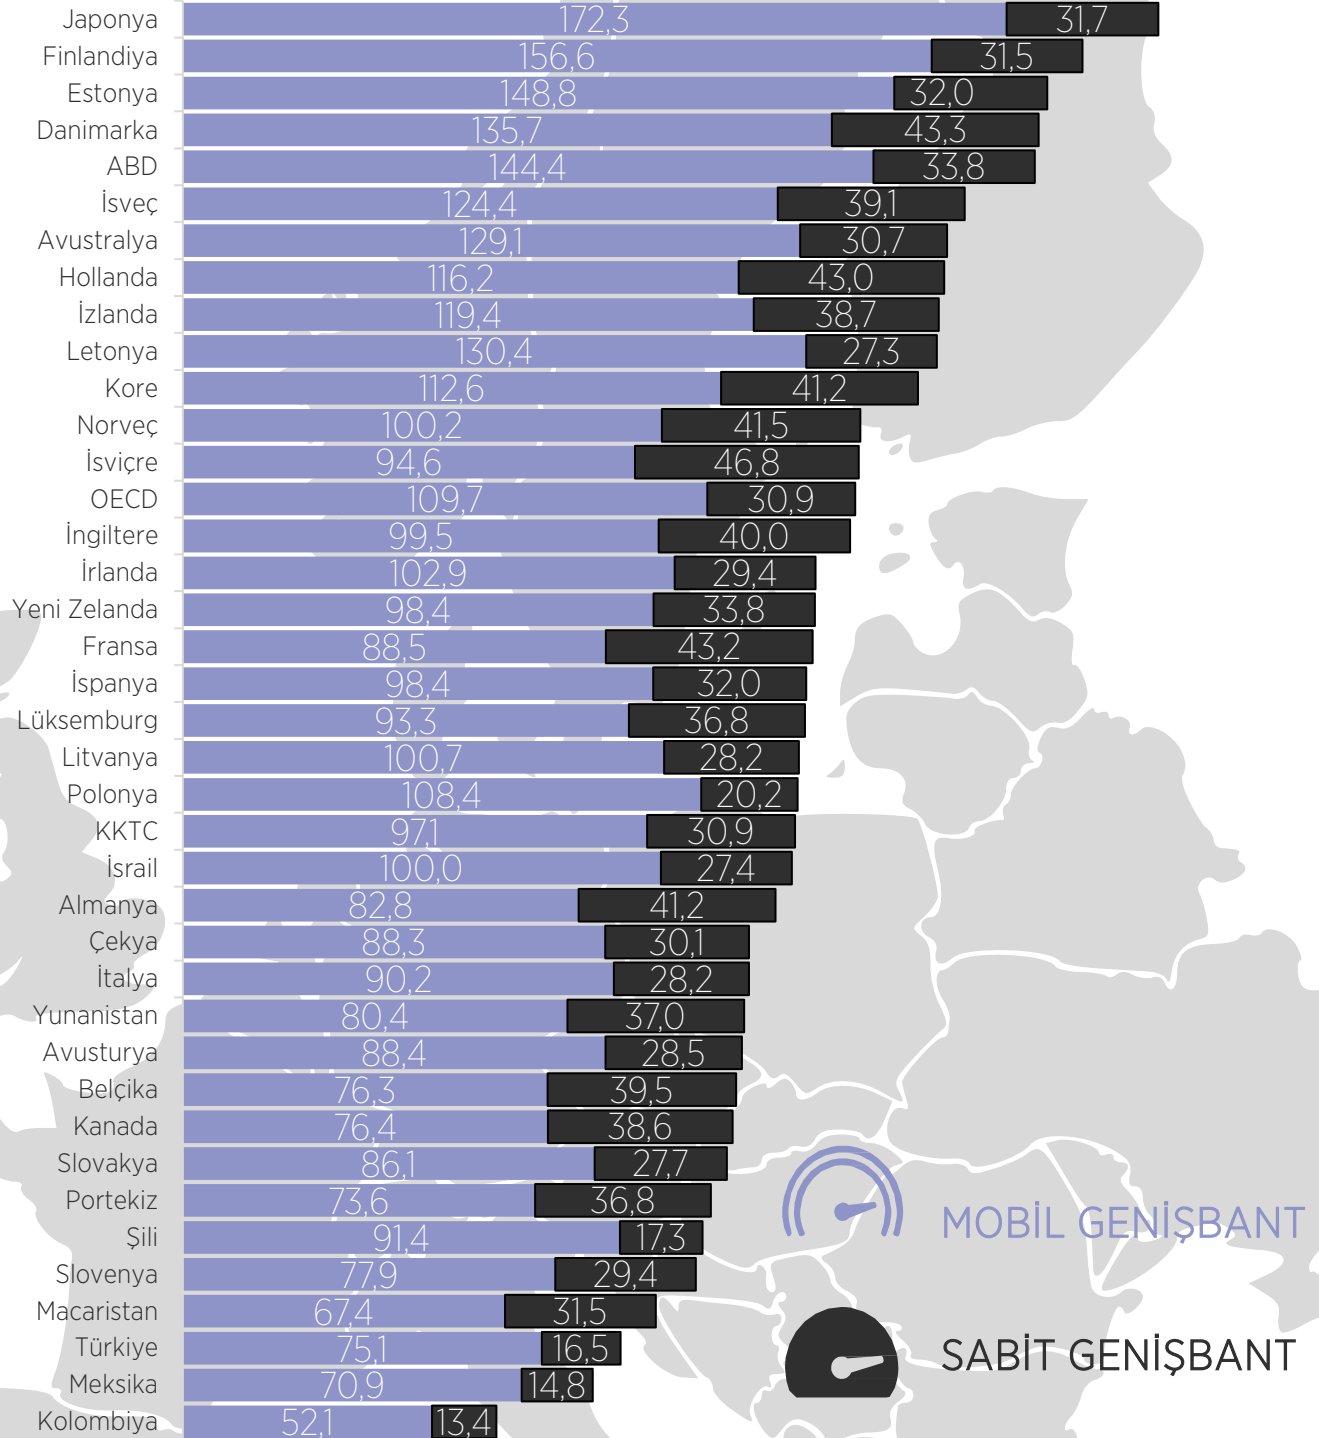 Japonya 172,3 31,7
Finlandiya 156,6 31,5
Estonya 148,8 32,0
Danimarka 135,7 43,3
ABD 144,4 33,8
İsveç 124,4 39,1
Avustralya 129,1 30,7
Hollanda 116,2 43,0
İzlanda 119,4 38,7
Letonya 130,4 27,3
Kore 112,6 41,2
Norveç 100,2 41,5
İsviçre 94,6 46,8
OECD 109,7 30,9
İngiltere 99,5 40,0
İrlanda 102,9 29,4
Yeni Zelanda 98,4 33,8
Fransa 88,5 43,2
İspanya 98,4 32,0
Lüksemburg 93,3 36,8
Litvanya 100,7 28,2
Polonya 108,4 20,2
KKTC 97,1 30,9
İsrail 100,0 27,4
Almanya 82,8 41,2
Çekya 88,3 30,1
İtalya 90,2 28,2
Yunanistan 80,4 37,0
Avusturya 88,4 28,5
Belçika 76,3 39,5
Kanada 76,4 38,6
Slovakya 86,1 27,7
Portekiz 73,6 36,8
Şili 91,4 17,3
Slovenya 77,9 29,4
Macaristan 67,4 31,5
Türkiye 75,1 16,5
Meksika 70,9 14,8
Kolombiya 52,1 13,4
MOBİL GENİŞBANT
SABİT GENİŞBANT